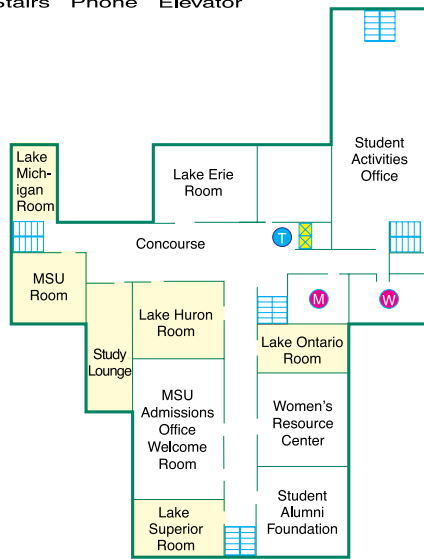 Stairs Phone Elevator
Student
Activities
Office
Lake
Mich-
igan
Room
Lake Erie
Room
T
Concourse
MSU
Room
M
W
Lake Huron
Room
Lake Ontario
Room
Study
Lounge
MSU
Admissions
Office
Welcome
Room
Women's
Resource
Center
Lake
Superior
Room
Student
Alumni
Foundation